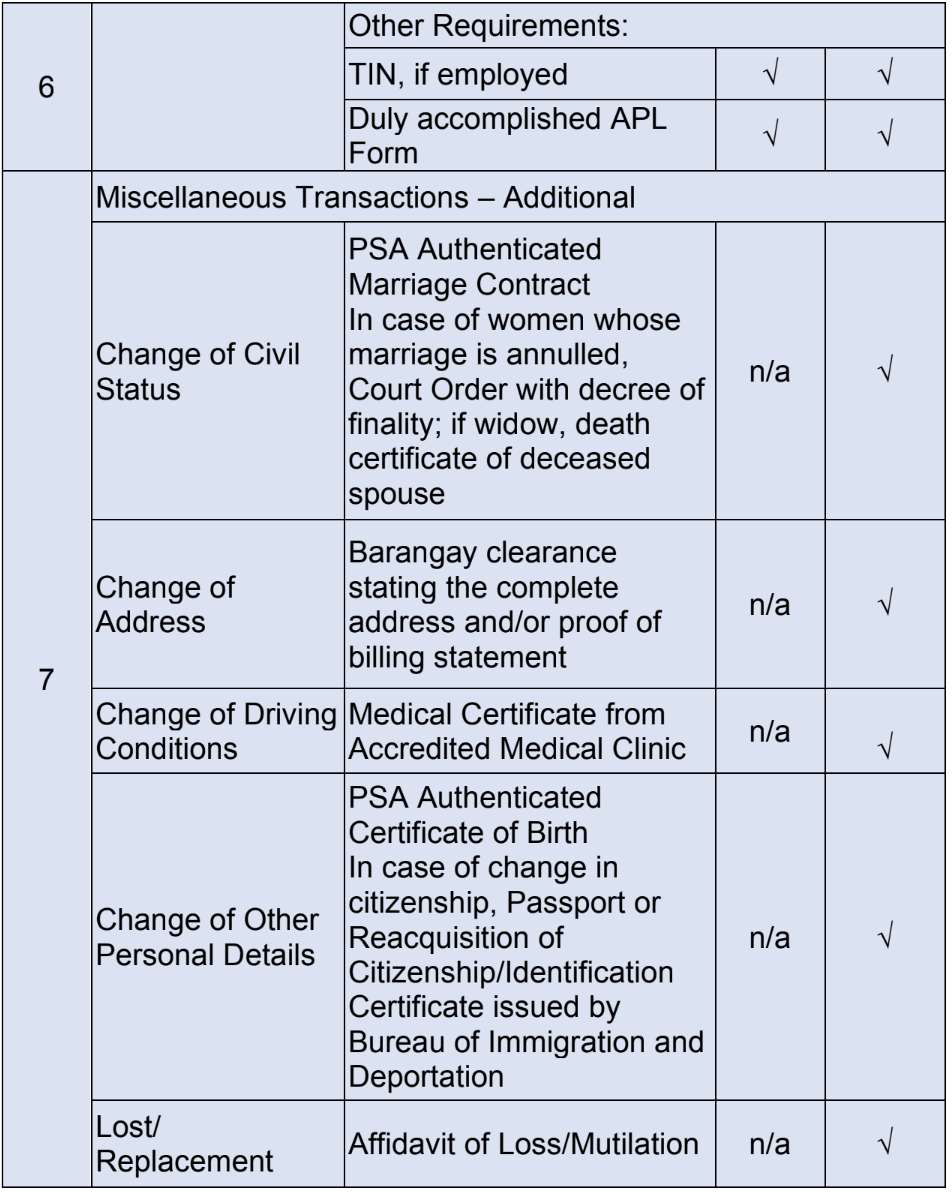 6
Other Requirements:
TIN, if employed √ √
Duly accomplished APL
Form √ √
7
Miscellaneous Transactions – Additional
Change of Civil
Status
PSA Authenticated
Marriage Contract
In case of women whose
marriage is annulled,
Court Order with decree of
finality; if widow, death
certificate of deceased
spouse
n/a √
Change of
Address
Barangay clearance
stating the complete
address and/or proof of
billing statement
n/a √
Change of Driving
Conditions
Medical Certificate from
Accredited Medical Clinic
n/a √
Change of Other
Personal Details
PSA Authenticated
Certificate of Birth
In case of change in
citizenship, Passport or
Reacquisition of
Citizenship/Identification
Certificate issued by
Bureau of Immigration and
Deportation
n/a √
Lost/
Replacement
Affidavit of Loss/Mutilation
n/a √